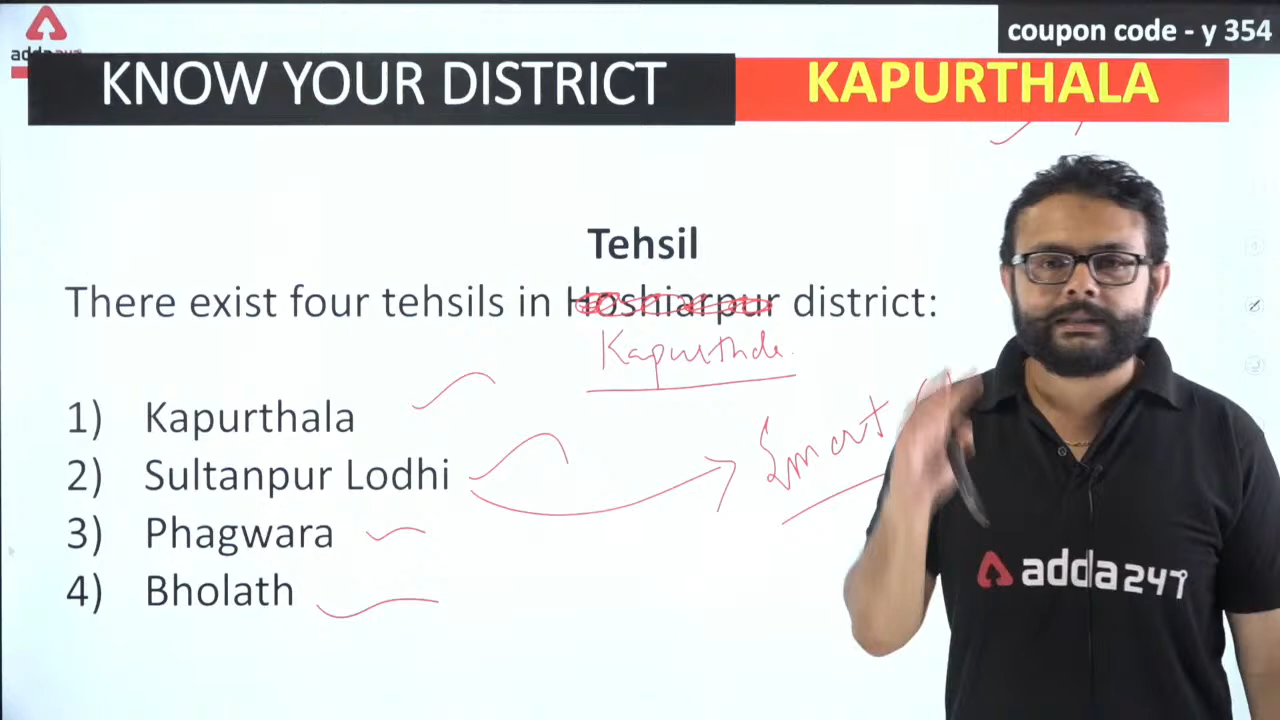 coupon code - y 354
adda247
KNOW YOUR DISTRICT
KAPURTHALA
Tehsil
There exist four tehsils in Hoshiarpur district:
Kapurthala
1) Kapurthala
2) Sultanpur Lodhi
Smart
3) Phagwara
4) Bholath
adda247